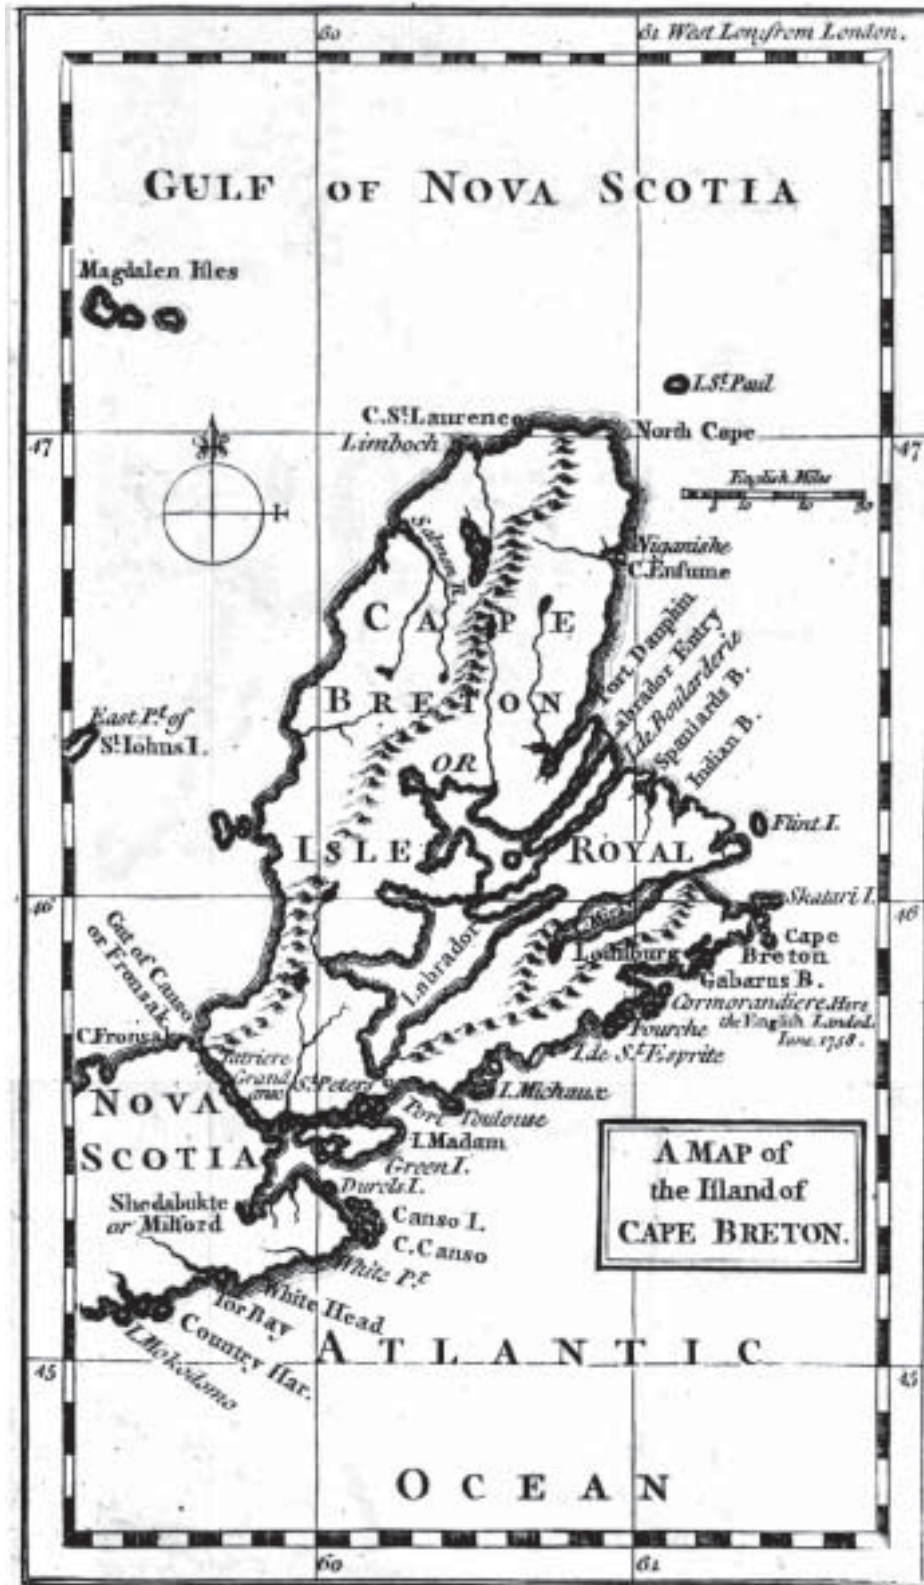 60
61 West Lon. from London.
GULF OF NOVA SCOTIA
Magdalen Isles
I. St. Paul
C. St. Laurence
Limboch
North Cape
47
47
English Miles
Niganishe
C. Enfume
Salmon R.
CAPE
BRETON
OR
ISLE ROYAL
Port Dauphin
Labrador Entry
I. de Boularderie
Spaniards B.
Indian B.
East Pt. of
St. Iohns I.
Flint I.
46
46
Skatari I.
Cape
Breton
Labrador
Louisburg
Gabarus B.
Cormorandiere. Here
the English Landed.
Iune. 1758.
Fourche
I. de St. Esprite
I. Michaux
Gut of Canso
or Fronsak
C. Fronsak
NOVA
SCOTIA
Grand
St. Peters
Port Toulouse
I. Madam
Green I.
Durels I.
Canso I.
C. Canso
White Pt.
Shedabukte
or Milford
White Head
Tor Bay
Country Har.
A MAP of
the Island of
CAPE BRETON.
ATLANTIC
45
45
OCEAN
60
61